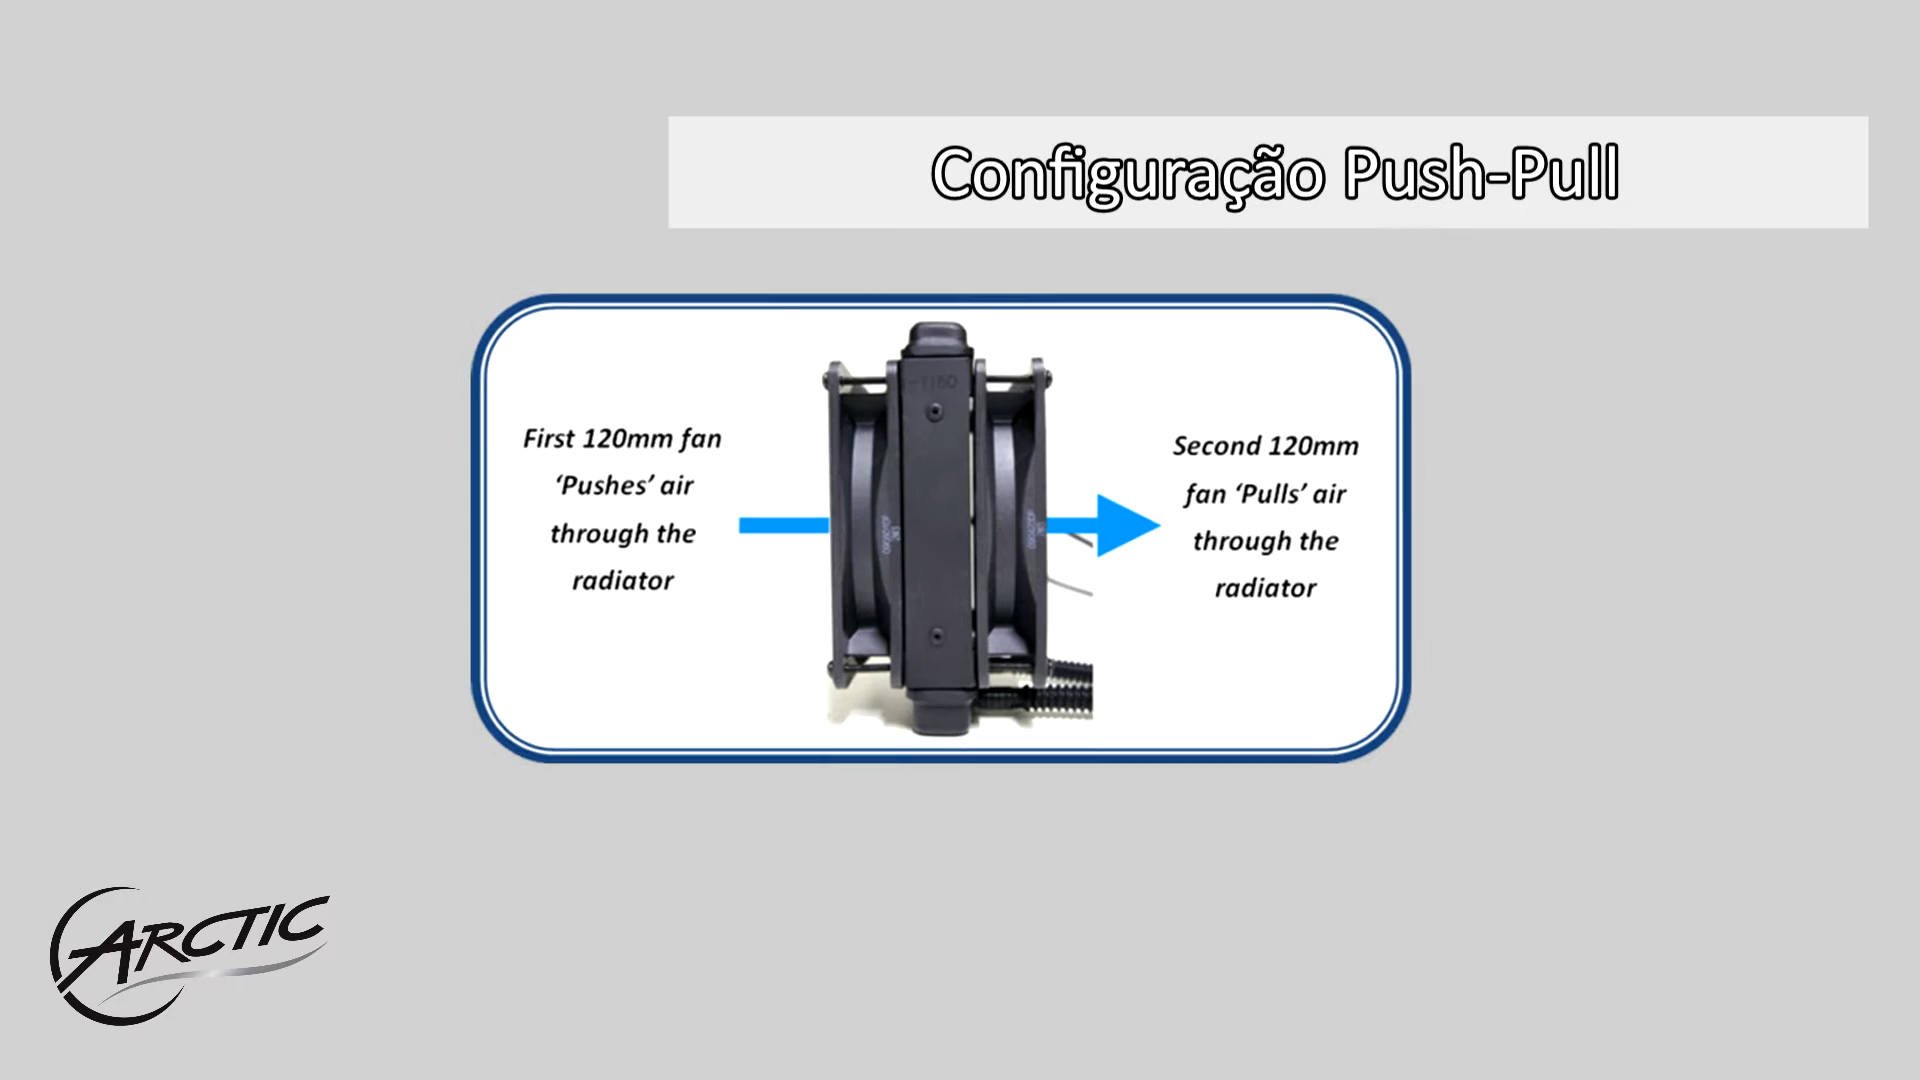 Configuração Push-Pull
First 120mm fan
‘Pushes’ air
through the
radiator
Second 120mm
fan ‘Pulls’ air
through the
radiator
ARCTIC